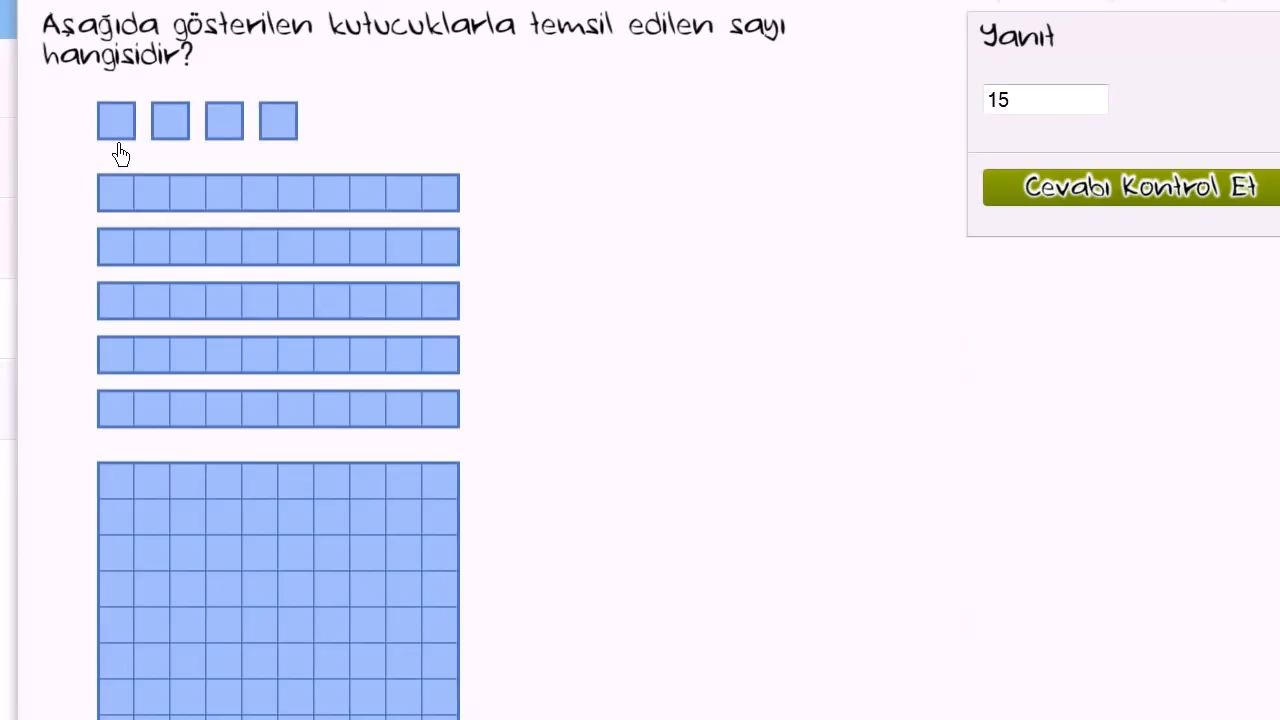 Aşağıda gösterilen kutucuklarla temsil edilen sayı
hangisidir?
Yanıt
15
Cevabı Kontrol Et